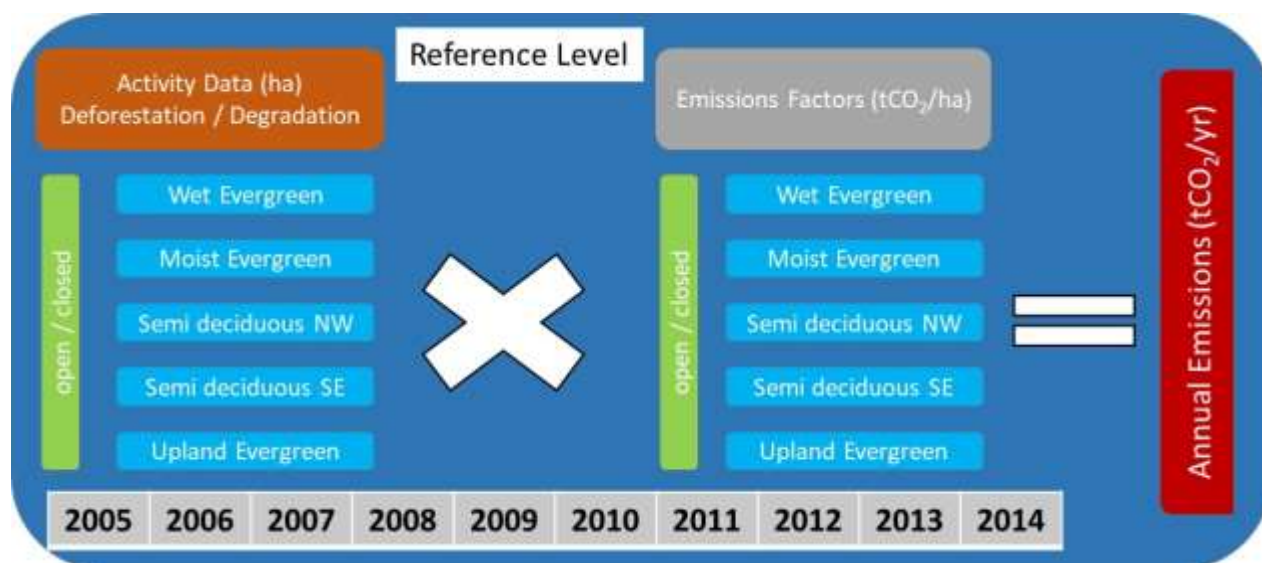 Reference Level
Activity Data (ha)
Deforestation / Degradation
open / closed
Wet Evergreen
Moist Evergreen
Semi deciduous NW
Semi deciduous SE
Upland Evergreen
Emissions Factors (tCO₂/ha)
open / closed
Wet Evergreen
Moist Evergreen
Semi deciduous NW
Semi deciduous SE
Upland Evergreen
Annual Emissions (tCO₂/yr)
2005 2006 2007 2008 2009 2010 2011 2012 2013 2014